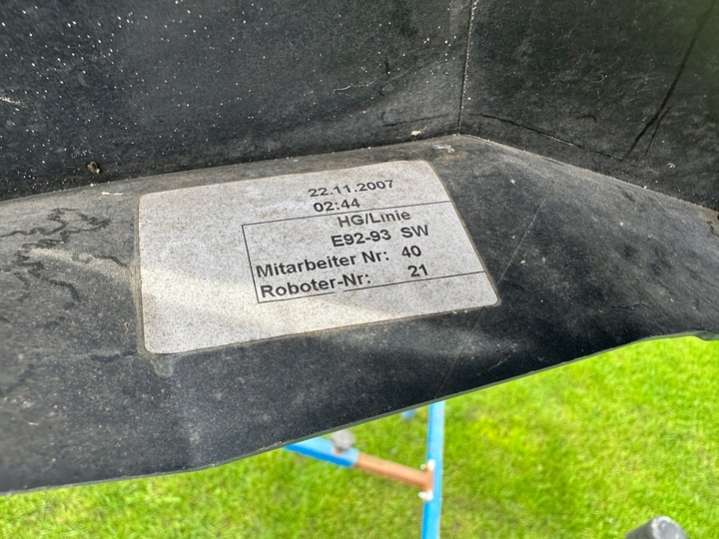 22.11.2007
02:44
HG/Linie
E92-93 SW
Mitarbeiter Nr: 40
Roboter-Nr: 21